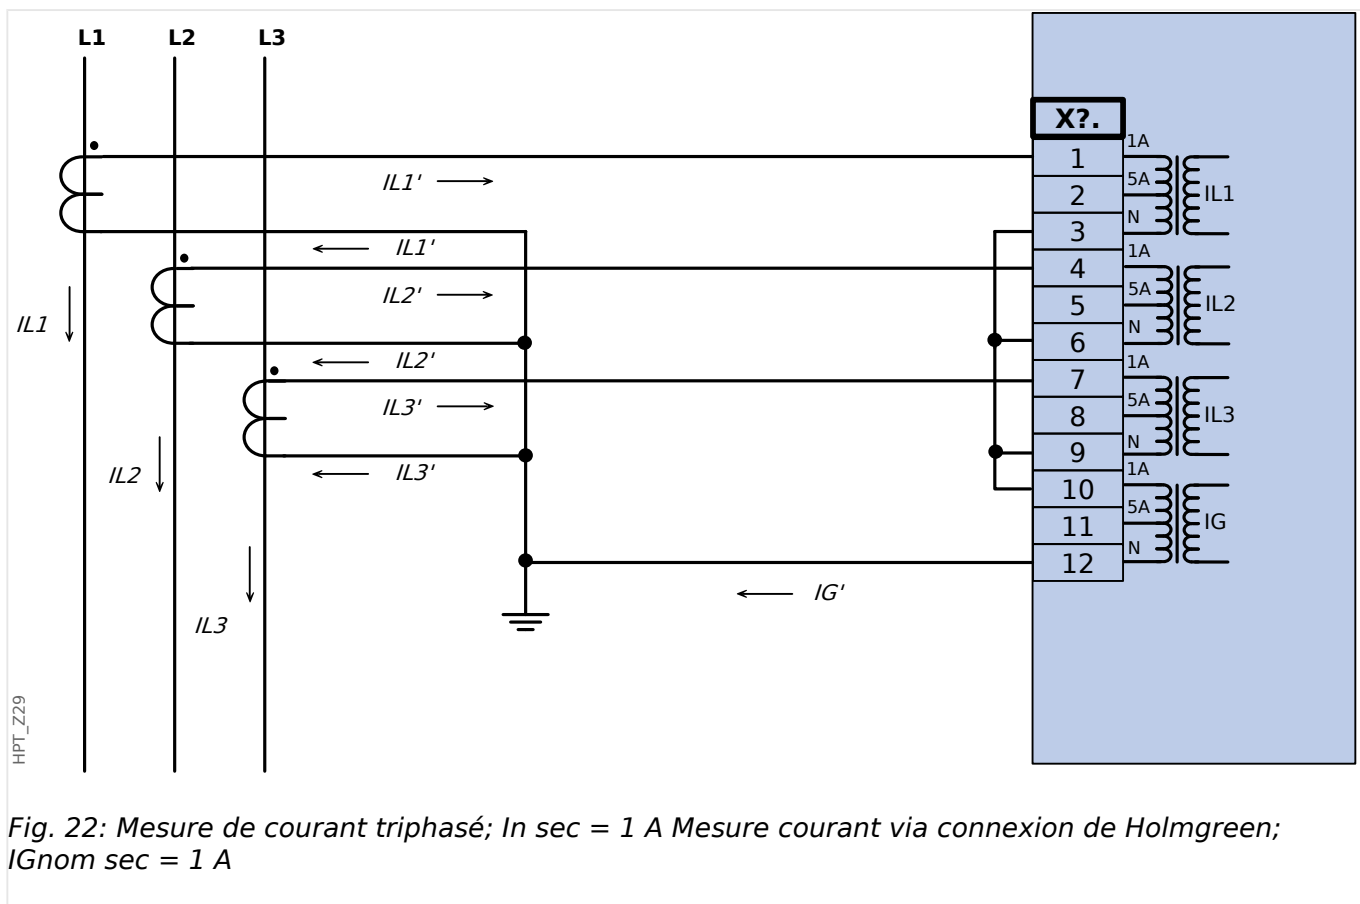 L1 L2 L3
X?.
1A
1
IL1'
5A
2
IL1
N
3
IL1'
1A
4
IL2'
5A
5
IL2
IL1
N
6
IL2'
1A
7
IL3'
5A
8
IL3
N
9
IL3'
1A
IL2
10
5A
11
IG
N
12
IG'
IL3
HPT_Z29
Fig. 22: Mesure de courant triphasé; In sec = 1 A Mesure courant via connexion de Holmgreen;
IGnom sec = 1 A